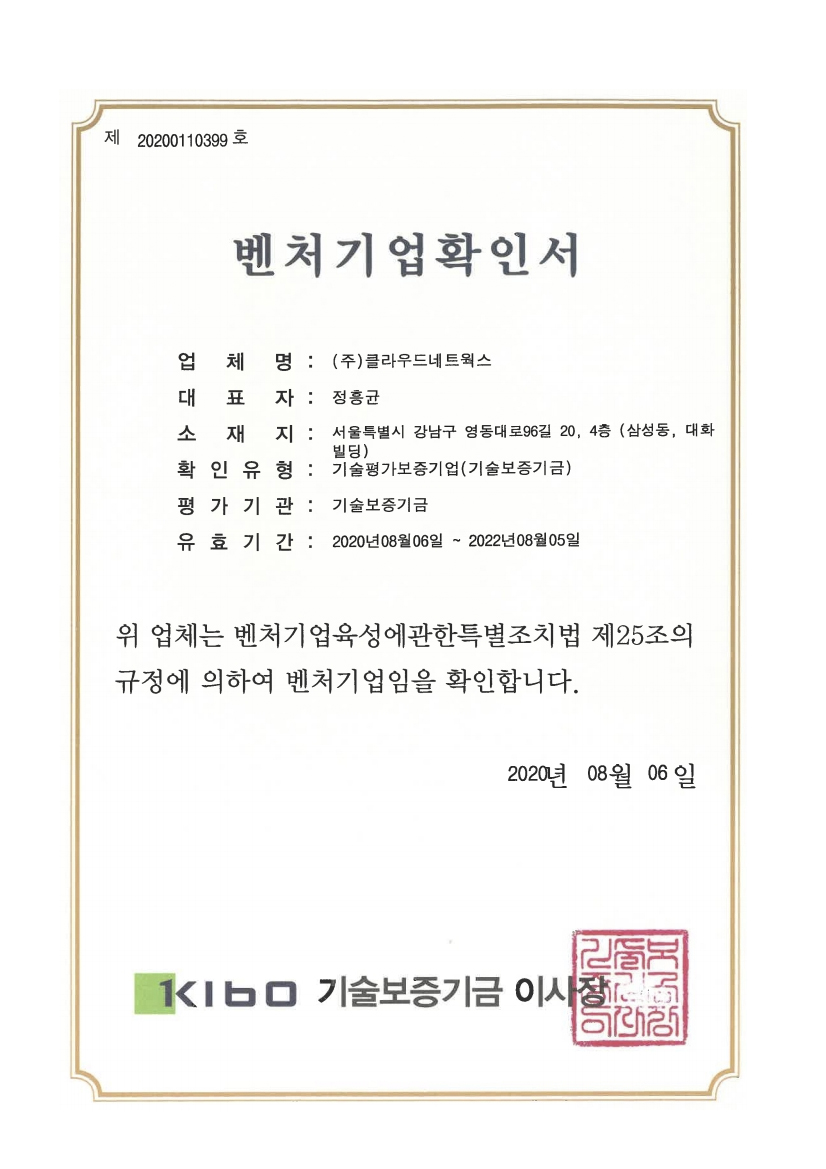 제 20200110399 호
벤처기업확인서
업 체 명 : (주)클라우드네트웍스
대 표 자 : 정흥균
소 재 지 : 서울특별시 강남구 영동대로96길 20, 4층 (삼성동, 대화
빌딩)
확 인 유 형 : 기술평가보증기업(기술보증기금)
평 가 기 관 : 기술보증기금
유 효 기 간 : 2020년08월06일 ~ 2022년08월05일
위 업체는 벤처기업육성에관한특별조치법 제25조의
규정에 의하여 벤처기업임을 확인합니다.
2020년 08월 06일
KIBO 기술보증기금 이사장